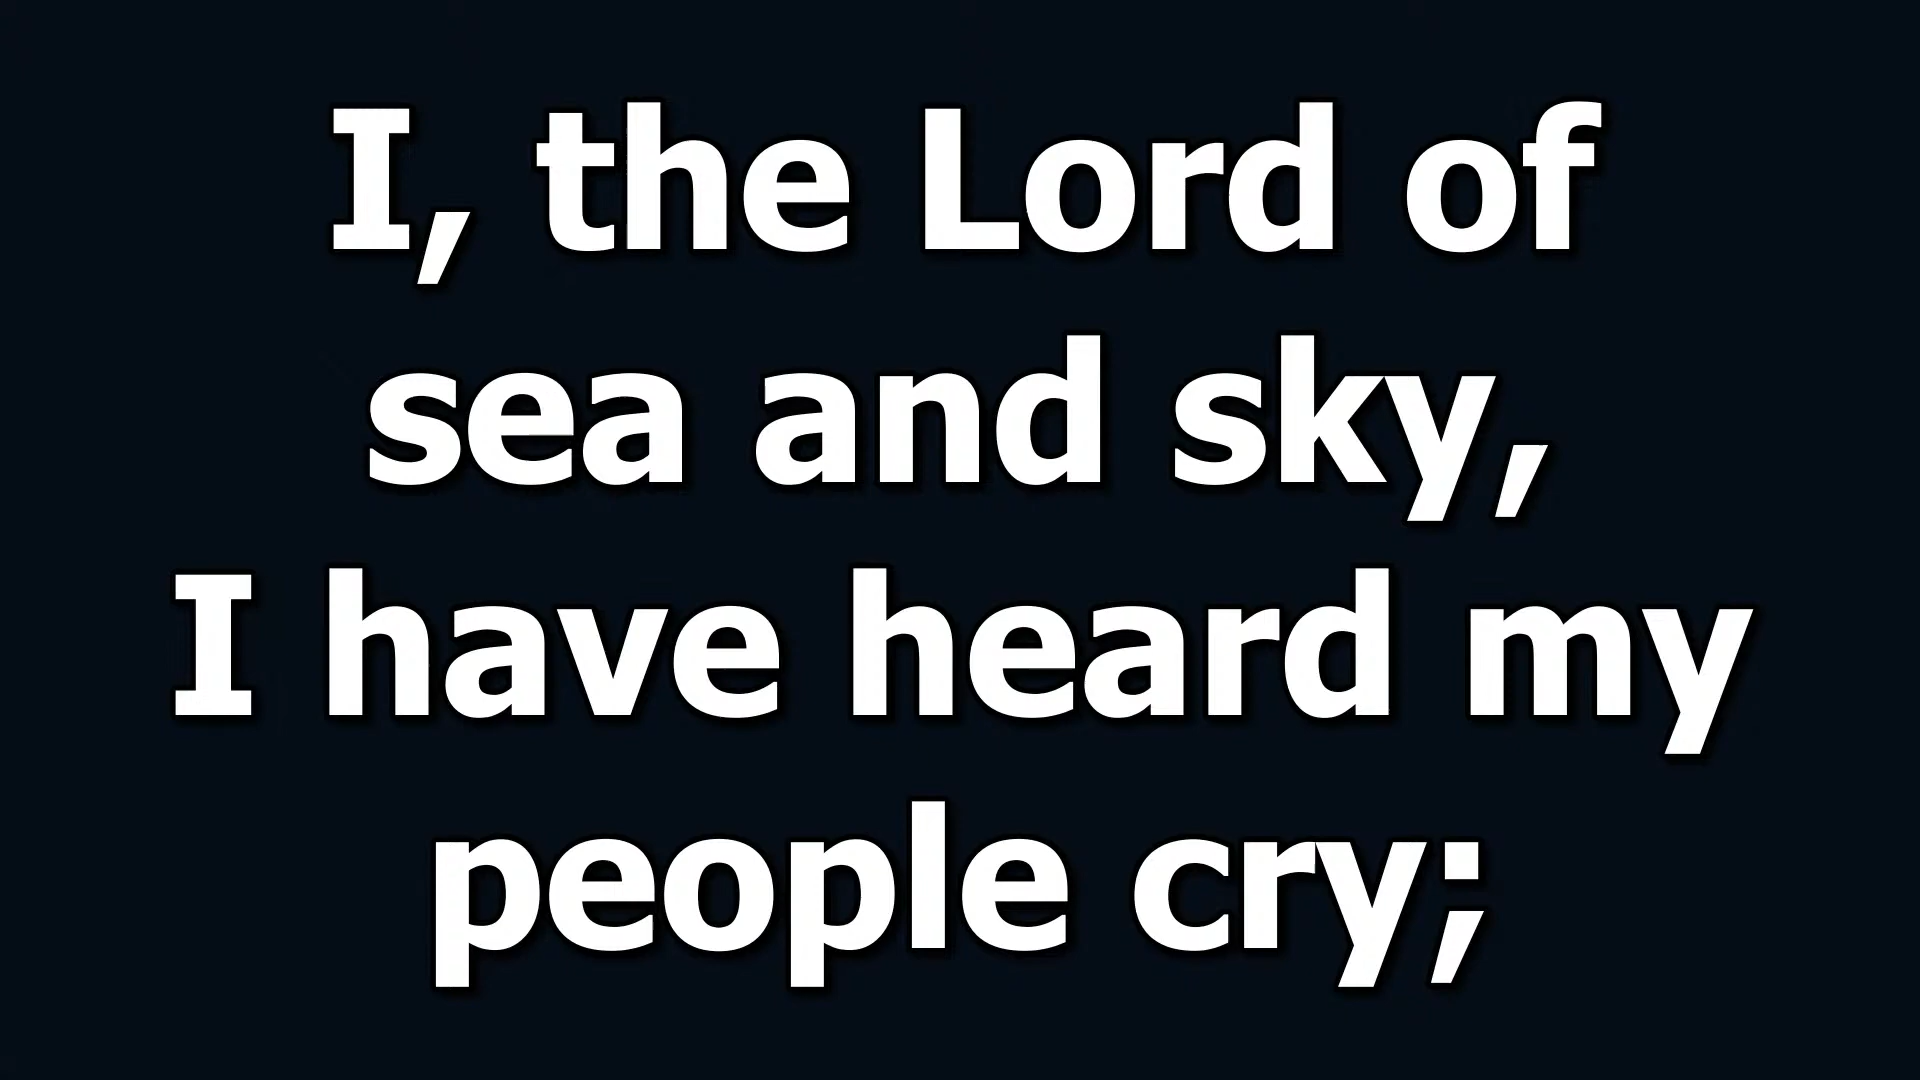 I, the Lord of
sea and sky,
I have heard my
people cry;